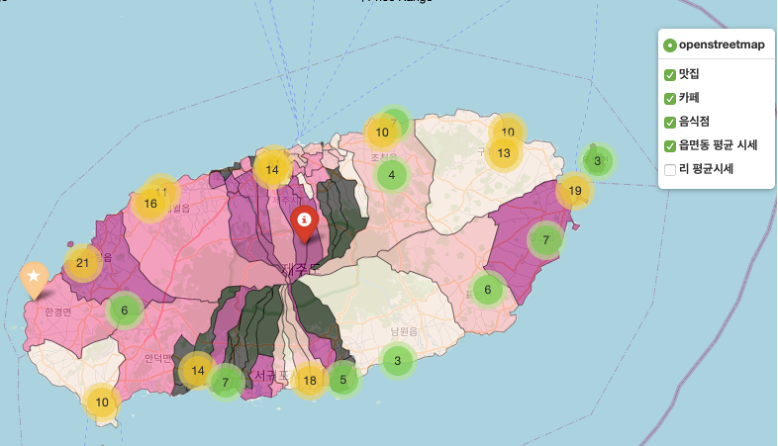 openstreetmap
맛집
카페
음식점
읍면동 평균 시세
리 평균시세
7
10
10
13
조천읍
3
14
4
19
11
16
7
제주도
21
6
6
한경면
남원읍
안덕면
3
14
7
서귀포
18
5
10